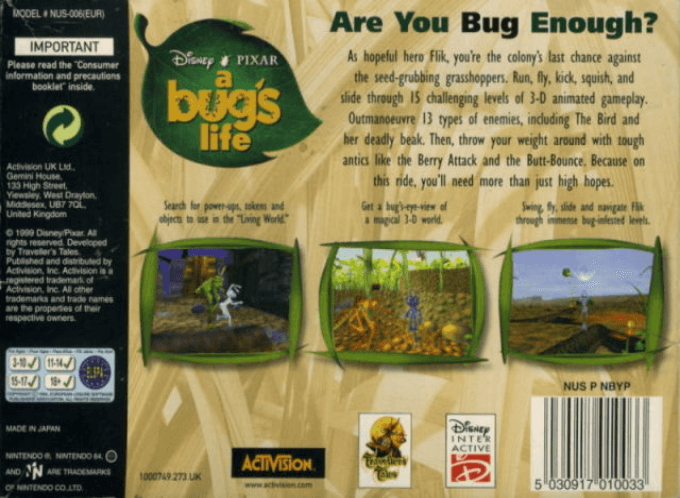 MODEL # NUS-006(EUR)
IMPORTANT
Please read the "Consumer
information and precautions
booklet" inside.
Activision UK Ltd.,
Gemini House,
133 High Street,
Yiewsley, West Drayton,
Middlesex, UB7 7QL,
United Kingdom
© 1999 Disney/Pixar. All
rights reserved. Developed
by Traveller's Tales.
Published and distributed by
Activision, Inc. Activision is a
registered trademark of
Activision, Inc. All other
trademarks and trade names
are the properties of their
respective owners.
3-10 11-14
15-17 18+
ELSPA
MADE IN JAPAN
NINTENDO ®, NINTENDO 64,
AND N ARE TRADEMARKS
OF NINTENDO CO.,LTD.
Disney PIXAR
a
bug's
life
Are You Bug Enough?
As hopeful hero Flik, you're the colony's last chance against
the seed-grubbing grasshoppers. Run, fly, kick, squish, and
slide through 15 challenging levels of 3-D animated gameplay.
Outmanoeuvre 13 types of enemies, including The Bird and
her deadly beak. Then, throw your weight around with tough
antics like the Berry Attack and the Butt-Bounce. Because on
this ride, you'll need more than just high hopes.
Search for power-ups, tokens and
objects to use in the "Living World."
Get a bug's-eye-view of
a magical 3-D world.
Swing, fly, slide and navigate Flik
through immense bug-infested levels.
1000749.273.UK
ACTIVISION.
www.activision.com
Travellers
Tales
Disney
INTER
ACTIVE
D
NUS P NBYP
5 030917 010033